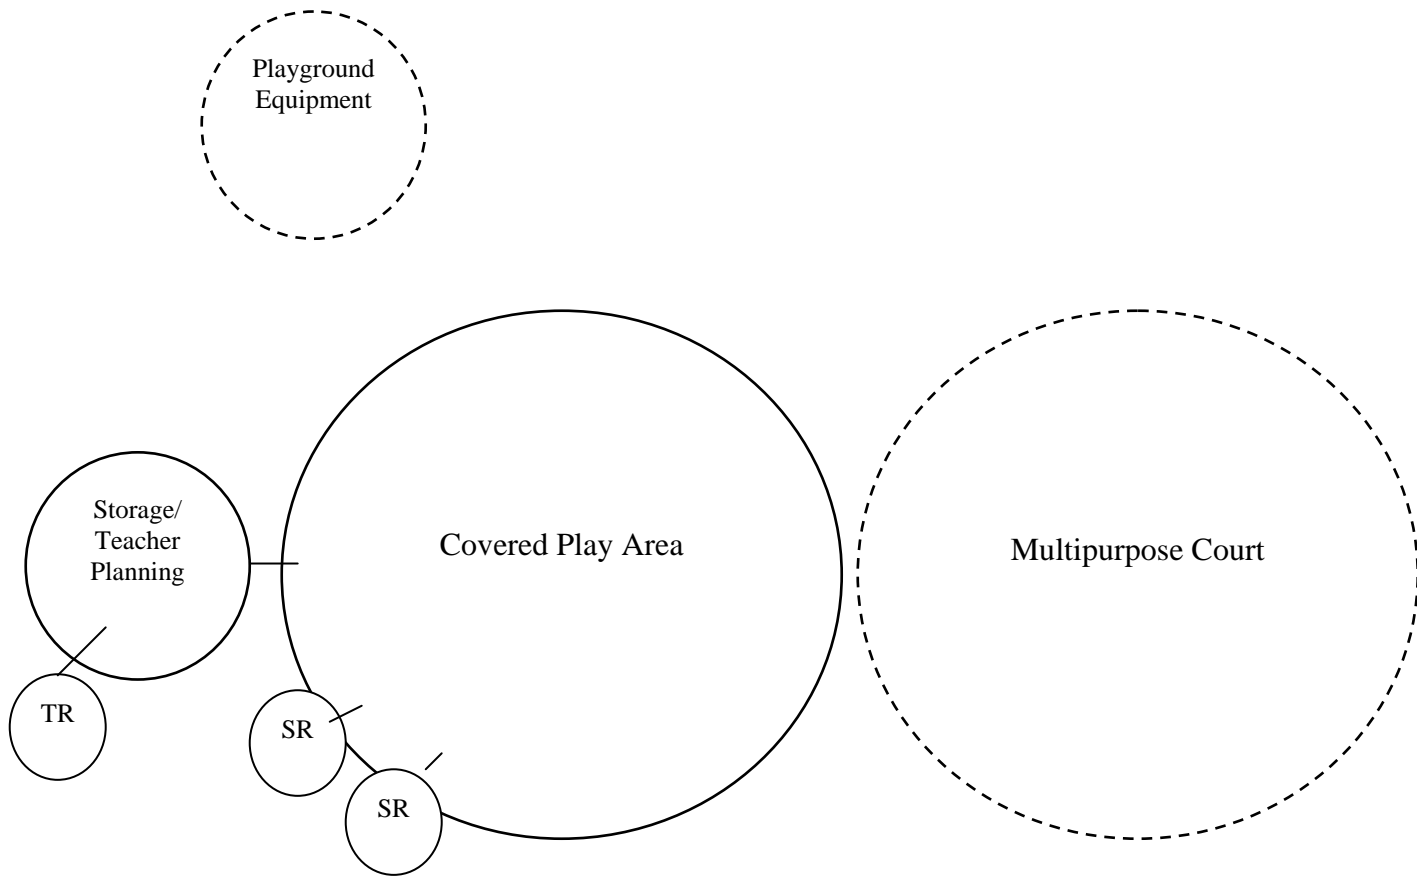 Playground
Equipment
Storage/
Teacher
Planning
Covered Play Area
Multipurpose Court
TR
SR
SR